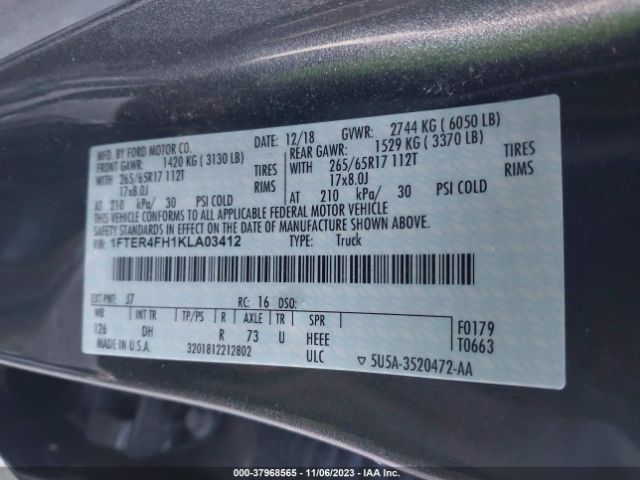 MFD. BY FORD MOTOR CO. DATE: 12/18 GVWR: 2744 KG ( 6050 LB)
FRONT GAWR: 1420 KG ( 3130 LB) REAR GAWR: 1529 KG ( 3370 LB)
WITH 265/65R17 112T TIRES WITH 265/65R17 112T TIRES
17x8.0J RIMS 17x8.0J RIMS
AT 210 kPa/ 30 PSI COLD AT 210 kPa/ 30 PSI COLD
THIS VEHICLE CONFORMS TO ALL APPLICABLE FEDERAL MOTOR VEHICLE
SAFETY STANDARDS IN EFFECT ON THE DATE OF MANUFACTURE SHOWN ABOVE.
VIN: 1FTER4FH1KLA03412 TYPE: Truck
EXT PNT: J7 RC: 16 DSO:
WB INT TR TP/PS R AXLE TR SPR
126 DH R 73 U HEEE F0179
ULC T0663
MADE IN U.S.A. 3201812212802 ▽ 5U5A-3520472-AA
000-37968565 | 11/06/2023 | IAA Inc.